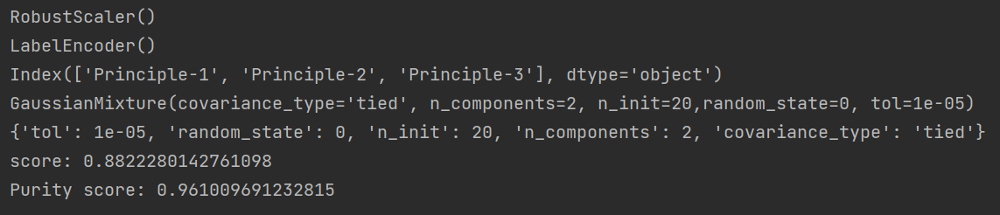 RobustScaler()
LabelEncoder()
Index(['Principle-1', 'Principle-2', 'Principle-3'], dtype='object')
GaussianMixture(covariance_type='tied', n_components=2, n_init=20,random_state=0, tol=1e-05)
{'tol': 1e-05, 'random_state': 0, 'n_init': 20, 'n_components': 2, 'covariance_type': 'tied'}
score: 0.8822280142761098
Purity score: 0.961009691232815